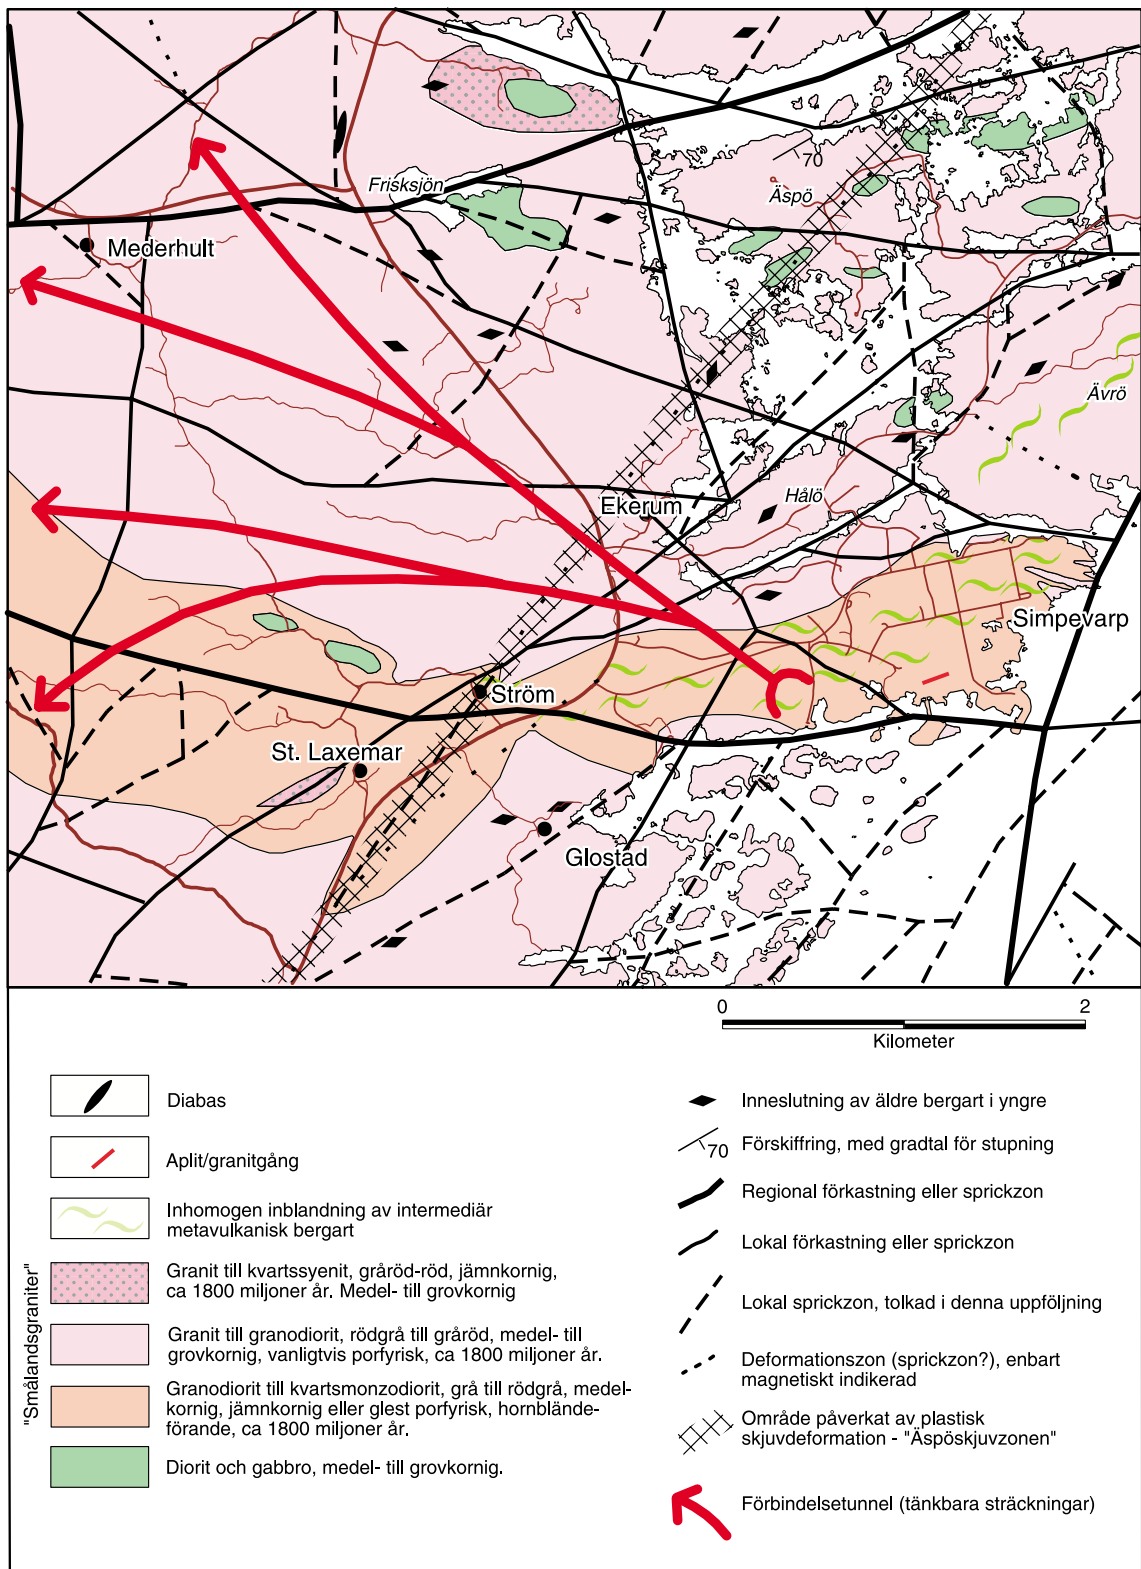 70
Frisksjön
Äspö
Mederhult
Ävrö
Ekerum
Hålö
Simpevarp
Ström
St. Laxemar
Glostad
0 2
Kilometer
"Smålandsgraniter"
Diabas
Aplit/granitgång
Inhomogen inblandning av intermediär
metavulkanisk bergart
Granit till kvartssyenit, gråröd-röd, jämnkornig,
ca 1800 miljoner år. Medel- till grovkornig
Granit till granodiorit, rödgrå till gråröd, medel- till
grovkornig, vanligtvis porfyrisk, ca 1800 miljoner år.
Granodiorit till kvartsmonzodiorit, grå till rödgrå, medel-
kornig, jämnkornig eller glest porfyrisk, hornblände-
förande, ca 1800 miljoner år.
Diorit och gabbro, medel- till grovkornig.
Inneslutning av äldre bergart i yngre
70 Förskiffring, med gradtal för stupning
Regional förkastning eller sprickzon
Lokal förkastning eller sprickzon
Lokal sprickzon, tolkad i denna uppföljning
Deformationszon (sprickzon?), enbart
magnetiskt indikerad
Område påverkat av plastisk
skjuvdeformation - "Äspöskjuvzonen"
Förbindelsetunnel (tänkbara sträckningar)